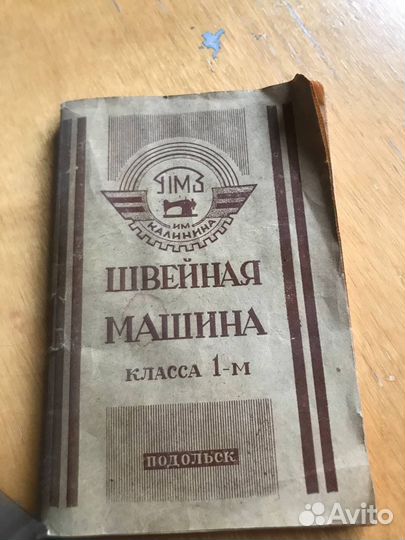 ПМЗ
ИМ
КАЛИНИНА
ШВЕЙНАЯ
МАШИНА
КЛАССА 1-М
ПОДОЛЬСК
Avito